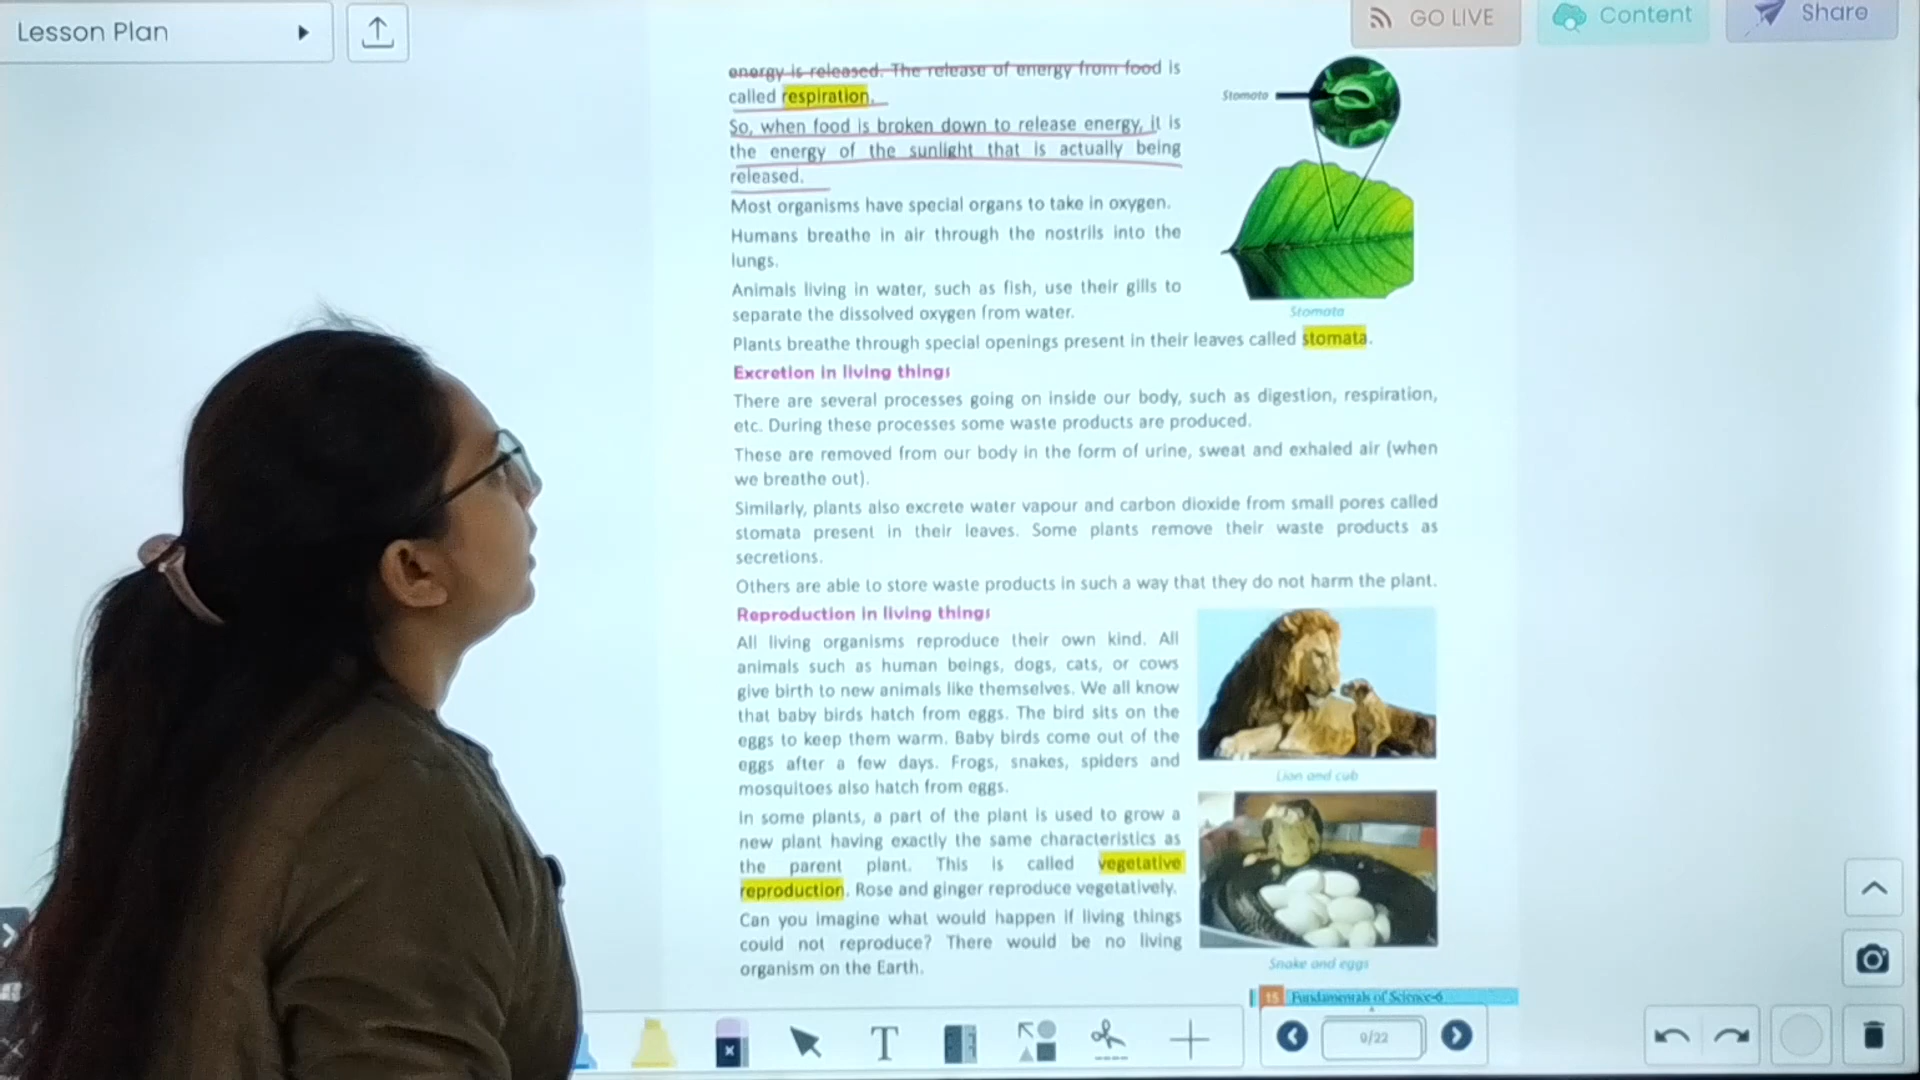 Lesson Plan
GO LIVE
Content
Share
energy is released. The release of energy from food is
called respiration.
So, when food is broken down to release energy, it is
the energy of the sunlight that is actually being
released.
Most organisms have special organs to take in oxygen.
Humans breathe in air through the nostrils into the
lungs.
Animals living in water, such as fish, use their gills to
separate the dissolved oxygen from water.
Stomata
Stomata
Plants breathe through special openings present in their leaves called stomata.
Excretion in living things
There are several processes going on inside our body, such as digestion, respiration,
etc. During these processes some waste products are produced.
These are removed from our body in the form of urine, sweat and exhaled air (when
we breathe out).
Similarly, plants also excrete water vapour and carbon dioxide from small pores called
stomata present in their leaves. Some plants remove their waste products as
secretions.
Others are able to store waste products in such a way that they do not harm the plant.
Reproduction in living things
All living organisms reproduce their own kind. All
animals such as human beings, dogs, cats, or cows
give birth to new animals like themselves. We all know
that baby birds hatch from eggs. The bird sits on the
eggs to keep them warm. Baby birds come out of the
eggs after a few days. Frogs, snakes, spiders and
mosquitoes also hatch from eggs.
Lion and cub
In some plants, a part of the plant is used to grow a
new plant having exactly the same characteristics as
the parent plant. This is called vegetative
reproduction. Rose and ginger reproduce vegetatively.
Can you imagine what would happen if living things
could not reproduce? There would be no living
organism on the Earth.
Snake and eggs
15 Fundamentals of Science-6
T
9/22